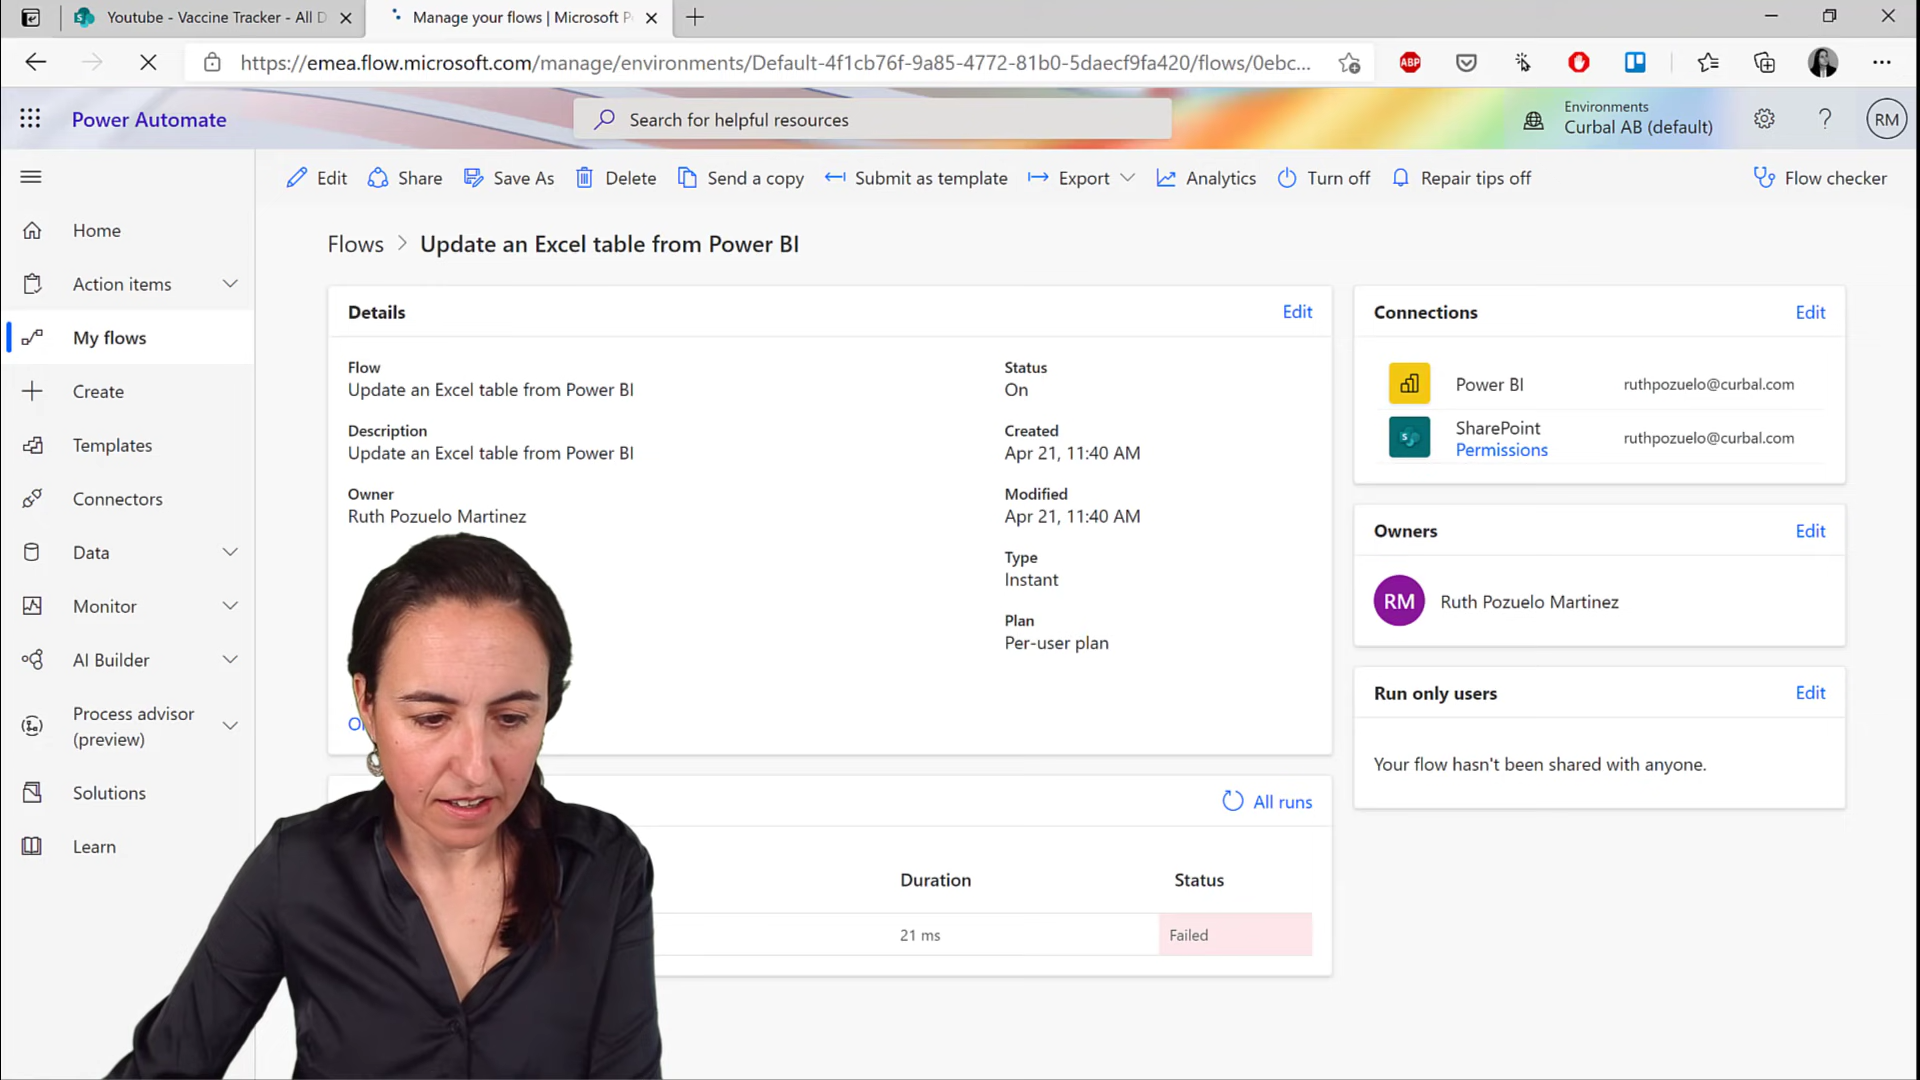 Youtube - Vaccine Tracker - All D
Manage your flows | Microsoft P
https://emea.flow.microsoft.com/manage/environments/Default-4f1cb76f-9a85-4772-81b0-5daecf9fa420/flows/0ebc...
ABP
Power Automate
Search for helpful resources
Environments
Curbal AB (default)
?
RM
Edit
Share
Save As
Delete
Send a copy
Submit as template
Export
Analytics
Turn off
Repair tips off
Flow checker
Home
Action items
My flows
Create
Templates
Connectors
Data
Monitor
AI Builder
Process advisor
(preview)
Solutions
Learn
Flows > Update an Excel table from Power BI
Details
Edit
Flow
Update an Excel table from Power BI
Description
Update an Excel table from Power BI
Owner
Ruth Pozuelo Martinez
Status
On
Created
Apr 21, 11:40 AM
Modified
Apr 21, 11:40 AM
Type
Instant
Plan
Per-user plan
All runs
Duration
Status
21 ms
Failed
Connections
Edit
Power BI
ruthpozuelo@curbal.com
SharePoint
Permissions
ruthpozuelo@curbal.com
Owners
Edit
RM
Ruth Pozuelo Martinez
Run only users
Edit
Your flow hasn't been shared with anyone.